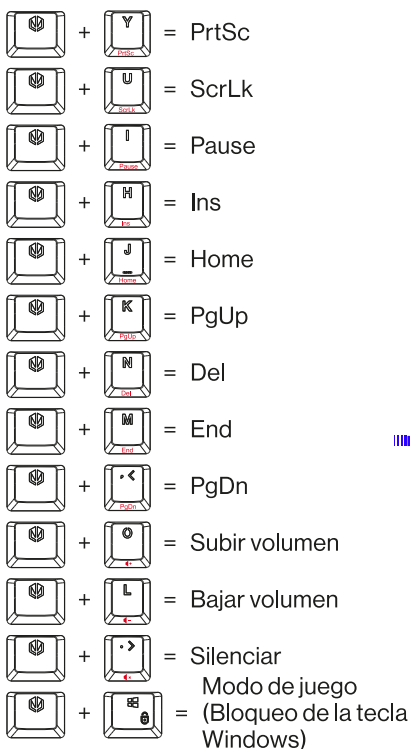 + Y PrtSc = PrtSc
+ U ScrLk = ScrLk
+ I Pause = Pause
+ H Ins = Ins
+ J Home = Home
+ K PgUp = PgUp
+ N Del = Del
+ M End = End
+ , < PgDn = PgDn
+ O = Subir volumen
+ L = Bajar volumen
+ . > = Silenciar
+ = Modo de juego
(Bloqueo de la tecla
Windows)